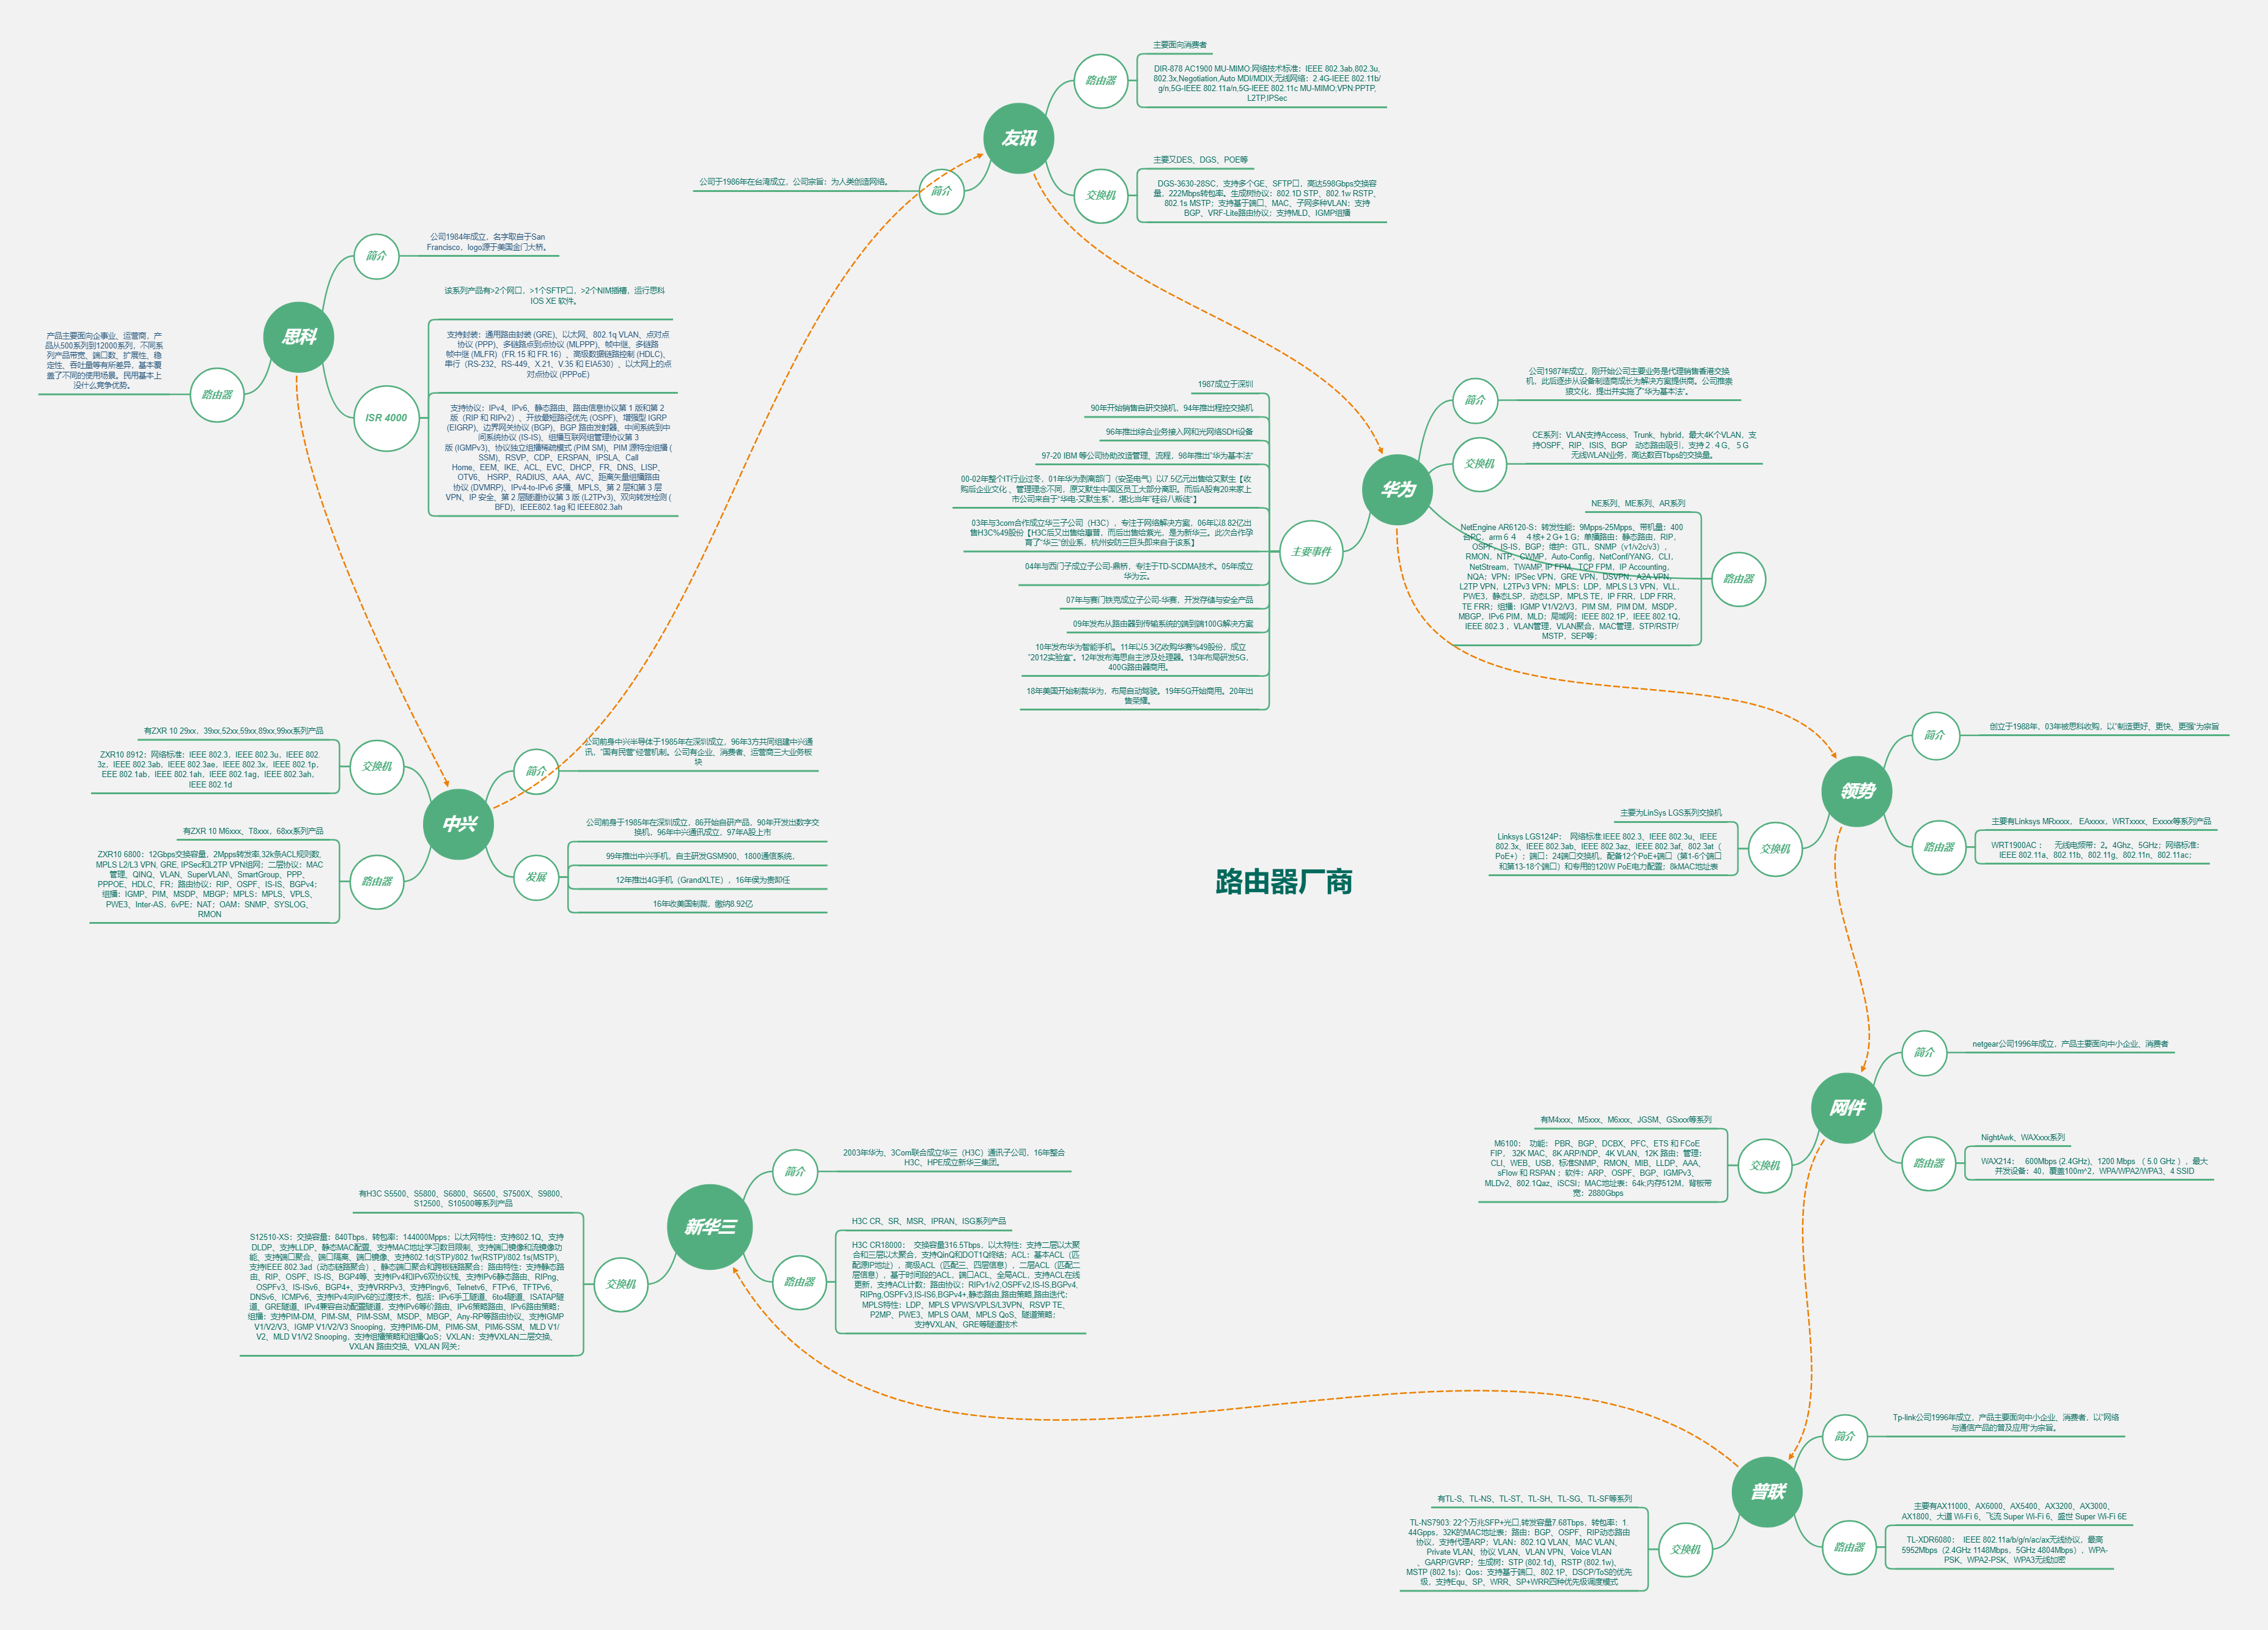 路由器厂商
思科
简介
公司1984年成立，名字取自于San
Francisco，logo源于美国金门大桥。
路由器
产品主要面向企事业、运营商，产
品从500系列到12000系列，不同系
列产品带宽、端口数、扩展性、稳
定性、吞吐量等有所差异，基本覆
盖了不同的使用场景。民用基本上
没什么竞争优势。
ISR 4000
该系列产品有>2个网口，>1个SFTP口，>2个NIM插槽，运行思科
IOS XE 软件。
支持封装：通用路由封装 (GRE)、以太网、802.1q VLAN、点对点
协议 (PPP)、多链路点到点协议 (MLPPP)、帧中继、多链路
帧中继 (MLFR)（FR.15 和 FR.16）、高级数据链路控制 (HDLC)、
串行（RS-232、RS-449、X.21、V.35 和 EIA530）、以太网上的点
对点协议 (PPPoE)
支持协议：IPv4、IPv6、静态路由、路由信息协议第 1 版和第 2
版（RIP 和 RIPv2）、开放最短路径优先 (OSPF)、增强型 IGRP
(EIGRP)、边界网关协议 (BGP)、BGP 路由发射器、中间系统到中
间系统协议 (IS-IS)、组播互联网组管理协议第 3
版 (IGMPv3)、协议独立组播稀疏模式 (PIM SM)、PIM 源特定组播 (
SSM)、RSVP、CDP、ERSPAN、IPSLA、Call
Home、EEM、IKE、ACL、EVC、DHCP、FR、DNS、LISP、
OTV6、HSRP、RADIUS、AAA、AVC、距离矢量组播路由
协议 (DVMRP)、IPv4-to-IPv6 多播、MPLS、第 2 层和第 3 层
VPN、IP 安全、第 2 层隧道协议第 3 版 (L2TPv3)、双向转发检测 (
BFD)、IEEE802.1ag 和 IEEE802.3ah
中兴
交换机
有ZXR 10 29xx，39xx,52xx,59xx,89xx,99xx系列产品
ZXR10 8912：网络标准：IEEE 802.3，IEEE 802.3u，IEEE 802.
3z，IEEE 802.3ab，IEEE 802.3ae，IEEE 802.3x，IEEE 802.1p，
EEE 802.1ab，IEEE 802.1ah，IEEE 802.1ag，IEEE 802.3ah，
IEEE 802.1d
路由器
有ZXR 10 M6xxx、T8xxx，68xx系列产品
ZXR10 6800：12Gbps交换容量，2Mpps转发率,32k条ACL规则数,
MPLS L2/L3 VPN, GRE, IPSec和L2TP VPN组网；二层协议：MAC
管理、QINQ、VLAN、SuperVLAN\、SmartGroup、PPP、
PPPOE、HDLC、FR；路由协议：RIP、OSPF、IS-IS、BGPv4；
组播：IGMP、PIM、MSDP、MBGP；MPLS：MPLS、VPLS、
PWE3、Inter-AS，6vPE；NAT；OAM：SNMP、SYSLOG、
RMON
简介
公司前身中兴半导体于1985年在深圳成立，96年3方共同组建中兴通
讯，“国有民营”经营机制。公司有企业、消费者、运营商三大业务板
块
发展
公司前身于1985年在深圳成立，86开始自研产品，90年开发出数字交
换机，96年中兴通讯成立，97年A股上市
99年推出中兴手机，自主研发GSM900、1800通信系统，
12年推出4G手机（GrandXLTE），16年侯为贵卸任
16年收美国制裁，缴纳8.92亿
友讯
简介
公司于1986年在台湾成立，公司宗旨：为人类创造网络。
路由器
主要面向消费者
DIR-878 AC1900 MU-MIMO:网络技术标准：IEEE 802.3ab,802.3u,
802.3x,Negotiation,Auto MDI/MDIX;无线网络：2.4G-IEEE 802.11b/
g/n,5G-IEEE 802.11a/n,5G-IEEE 802.11c MU-MIMO;VPN:PPTP,
L2TP,IPSec
交换机
主要又DES、DGS、POE等
DGS-3630-28SC，支持多个GE、SFTP口，高达598Gbps交换容
量，222Mbps转包率。生成树协议：802.1D STP、802.1w RSTP、
802.1s MSTP；支持基于端口、MAC、子网多种VLAN；支持
BGP、VRF-Lite路由协议；支持MLD、IGMP组播
华为
简介
公司1987年成立，刚开始公司主要业务是代理销售香港交换
机，此后逐步从设备制造商成长为解决方案提供商。公司推崇
狼文化，提出并实施了“华为基本法”。
交换机
CE系列：VLAN支持Access、Trunk、hybrid，最大4K个VLAN，支
持OSPF、RIP、ISIS、BGP   动态路由吸引，支持２.４G、５G
无线WLAN业务，高达数百Tbps的交换量。
路由器
NE系列、ME系列、AR系列
NetEngine AR6120-S：转发性能：9Mpps-25Mpps、带机量：400
台PC，arm６４　４核+２G+１G；单播路由：静态路由，RIP，
OSPF，IS-IS，BGP；维护：GTL，SNMP（v1/v2c/v3），
RMON，NTP，CWMP，Auto-Config，NetConf/YANG，CLI，
NetStream，TWAMP, IP FPM，TCP FPM，IP Accounting，
NQA；VPN：IPSec VPN，GRE VPN，DSVPN，A2A VPN，
L2TP VPN，L2TPv3 VPN；MPLS：LDP，MPLS L3 VPN，VLL，
PWE3，静态LSP，动态LSP，MPLS TE，IP FRR，LDP FRR，
TE FRR；组播：IGMP V1/V2/V3，PIM SM，PIM DM，MSDP，
MBGP，IPv6 PIM，MLD；局域网：IEEE 802.1P，IEEE 802.1Q，
IEEE 802.3 ，VLAN管理，VLAN聚合，MAC管理，STP/RSTP/
MSTP，SEP等；
主要事件
1987成立于深圳
90年开始销售自研交换机，94年推出程控交换机
96年推出综合业务接入网和光网络SDH设备
97-20 IBM 等公司协助改造管理、流程，98年推出”华为基本法“
00-02年整个IT行业过冬，01年华为剥离部门（安圣电气）以7.5亿元出售给艾默生【收
购后企业文化、管理理念不同，原艾默生中国区员工大部分离职。而后A股有20来家上
市公司来自于”华电-艾默生系”，堪比当年”硅谷八叛徒”】
03年与3com合作成立华三子公司（H3C），专注于网络解决方案，06年以8.82亿出
售H3C%49股份【H3C后又出售给惠普，而后出售给紫光，是为新华三。此次合作孕
育了“华三”创业系，杭州安防三巨头即来自于该系】
04年与西门子成立子公司-鼎桥，专注于TD-SCDMA技术。05年成立
华为云。
07年与赛门铁克成立子公司-华赛，开发存储与安全产品
09年发布从路由器到传输系统的端到端100G解决方案
10年发布华为智能手机。11年以5.3亿收购华赛%49股份，成立
”2012实验室“。12年发布海思自主涉及处理器。13年布局研发5G，
400G路由器商用。
18年美国开始制裁华为，布局自动驾驶。19年5G开始商用。20年出
售荣耀。
领势
简介
创立于1988年，03年被思科收购，以”制造更好、更快、更强“为宗旨
路由器
主要有Linksys MRxxxx， EAxxxx，WRTxxxx、Exxxx等系列产品
WRT1900AC：   无线电频带：2。4Ghz、5GHz；网络标准：
IEEE 802.11a、802.11b、802.11g、802.11n、802.11ac;
交换机
主要为LinSys LGS系列交换机
Linksys LGS124P：  网络标准:IEEE 802.3、IEEE 802.3u、IEEE
802.3x、IEEE 802.3ab、IEEE 802.3az、IEEE 802.3af、802.3at（
PoE+）；端口：24端口交换机，配备12个PoE+端口（第1-6个端口
和第13-18个端口）和专用的120W PoE电力配置；8kMAC地址表
网件
简介
netgear公司1996年成立，产品主要面向中小企业、消费者
路由器
NightAwk、WAXxxx系列
WAX214：  600Mbps (2.4GHz)、1200 Mbps （ 5.0 GHz ），最大
并发设备：40，覆盖100m^2，WPA/WPA2/WPA3、4 SSID
交换机
有M4xxx、M5xxx、M6xxx、JGSM、GSxxx等系列
M6100：  功能： PBR、BGP、DCBX、PFC、ETS 和 FCoE
FIP， 32K MAC、8K ARP/NDP、4K VLAN、12K 路由；管理：
CLI、WEB、USB，标准SNMP、RMON、MIB、LLDP、AAA、
sFlow 和 RSPAN ；软件：ARP、OSPF、BGP、IGMPv3、
MLDv2、802.1Qaz、iSCSI；MAC地址表：64k;内存512M，背板带
宽：2880Gbps
普联
简介
Tp-link公司1996年成立，产品主要面向中小企业、消费者，以”网络
与通信产品的普及应用“为宗旨。
路由器
主要有AX11000、AX6000、AX5400、AX3200、AX3000、
AX1800、大道 Wi-Fi 6、飞流 Super Wi-Fi 6、盛世 Super Wi-Fi 6E
TL-XDR6080：  IEEE 802.11a/b/g/n/ac/ax无线协议，最高
5952Mbps（2.4GHz 1148Mbps，5GHz 4804Mbps），WPA-
PSK、WPA2-PSK、WPA3无线加密
交换机
有TL-S、TL-NS、TL-ST、TL-SH、TL-SG、TL-SF等系列
TL-NS7903: 22个万兆SFP+光口,转发容量7.68Tbps，转包率：1.
44Gpps，32K的MAC地址表；路由：BGP、OSPF、RIP动态路由
协议，支持代理ARP；VLAN：802.1Q VLAN、MAC VLAN、
Private VLAN、协议 VLAN、VLAN VPN、Voice VLAN
、GARP/GVRP；生成树：STP (802.1d)、RSTP (802.1w)、
MSTP (802.1s)；Qos：支持基于端口、802.1P、DSCP/ToS的优先
级，支持Equ、SP、WRR、SP+WRR四种优先级调度模式
新华三
简介
2003年华为、3Com联合成立华三（H3C）通讯子公司，16年整合
H3C、HPE成立新华三集团。
路由器
H3C CR、SR、MSR、IPRAN、ISG系列产品
H3C CR18000：  交换容量316.5Tbps，以太特性：支持二层以太聚
合和三层以太聚合，支持QinQ和DOT1Q终结；ACL：基本ACL（匹
配源IP地址），高级ACL（匹配三、四层信息），二层ACL（匹配二
层信息），基于时间段的ACL，端口ACL、全局ACL，支持ACL在线
更新，支持ACL计数；路由协议：RIPv1/v2,OSPFv2,IS-IS,BGPv4,
RIPng,OSPFv3,IS-IS6,BGPv4+,静态路由,路由策略,路由迭代；
MPLS特性：LDP、MPLS VPWS/VPLS/L3VPN、RSVP TE、
P2MP、PWE3、MPLS OAM、MPLS QoS、隧道策略；
支持VXLAN、GRE等隧道技术
交换机
有H3C S5500、S5800、S6800、S6500、S7500X、S9800、
S12500、S10500等系列产品
S12510-XS：交换容量：840Tbps，转包率：144000Mpps；以太网特性：支持802.1Q、支持
DLDP、支持LLDP、静态MAC配置、支持MAC地址学习数目限制、支持端口镜像和流镜像功
能、支持端口聚合、端口隔离、端口镜像、支持802.1d(STP)/802.1w(RSTP)/802.1s(MSTP)、
支持IEEE 802.3ad（动态链路聚合）、静态端口聚合和跨板链路聚合；路由特性：支持静态路
由、RIP、OSPF、IS-IS、BGP4等、支持IPv4和IPv6双协议栈、支持IPv6静态路由、RIPng、
OSPFv3、IS-ISv6、BGP4+、支持VRRPv3、支持Pingv6、Telnetv6、FTPv6、TFTPv6、
DNSv6、ICMPv6、支持IPv4向IPv6的过渡技术，包括：IPv6手工隧道、6to4隧道、ISATAP隧
道、GRE隧道、IPv4兼容自动配置隧道，支持IPv6等价路由、IPv6策略路由、IPv6路由策略；
组播：支持PIM-DM、PIM-SM、PIM-SSM、MSDP、MBGP、Any-RP等路由协议、支持IGMP
V1/V2/V3、IGMP V1/V2/V3 Snooping，支持PIM6-DM、PIM6-SM、PIM6-SSM、MLD V1/
V2、MLD V1/V2 Snooping，支持组播策略和组播QoS；VXLAN：支持VXLAN二层交换、
VXLAN 路由交换、VXLAN 网关；